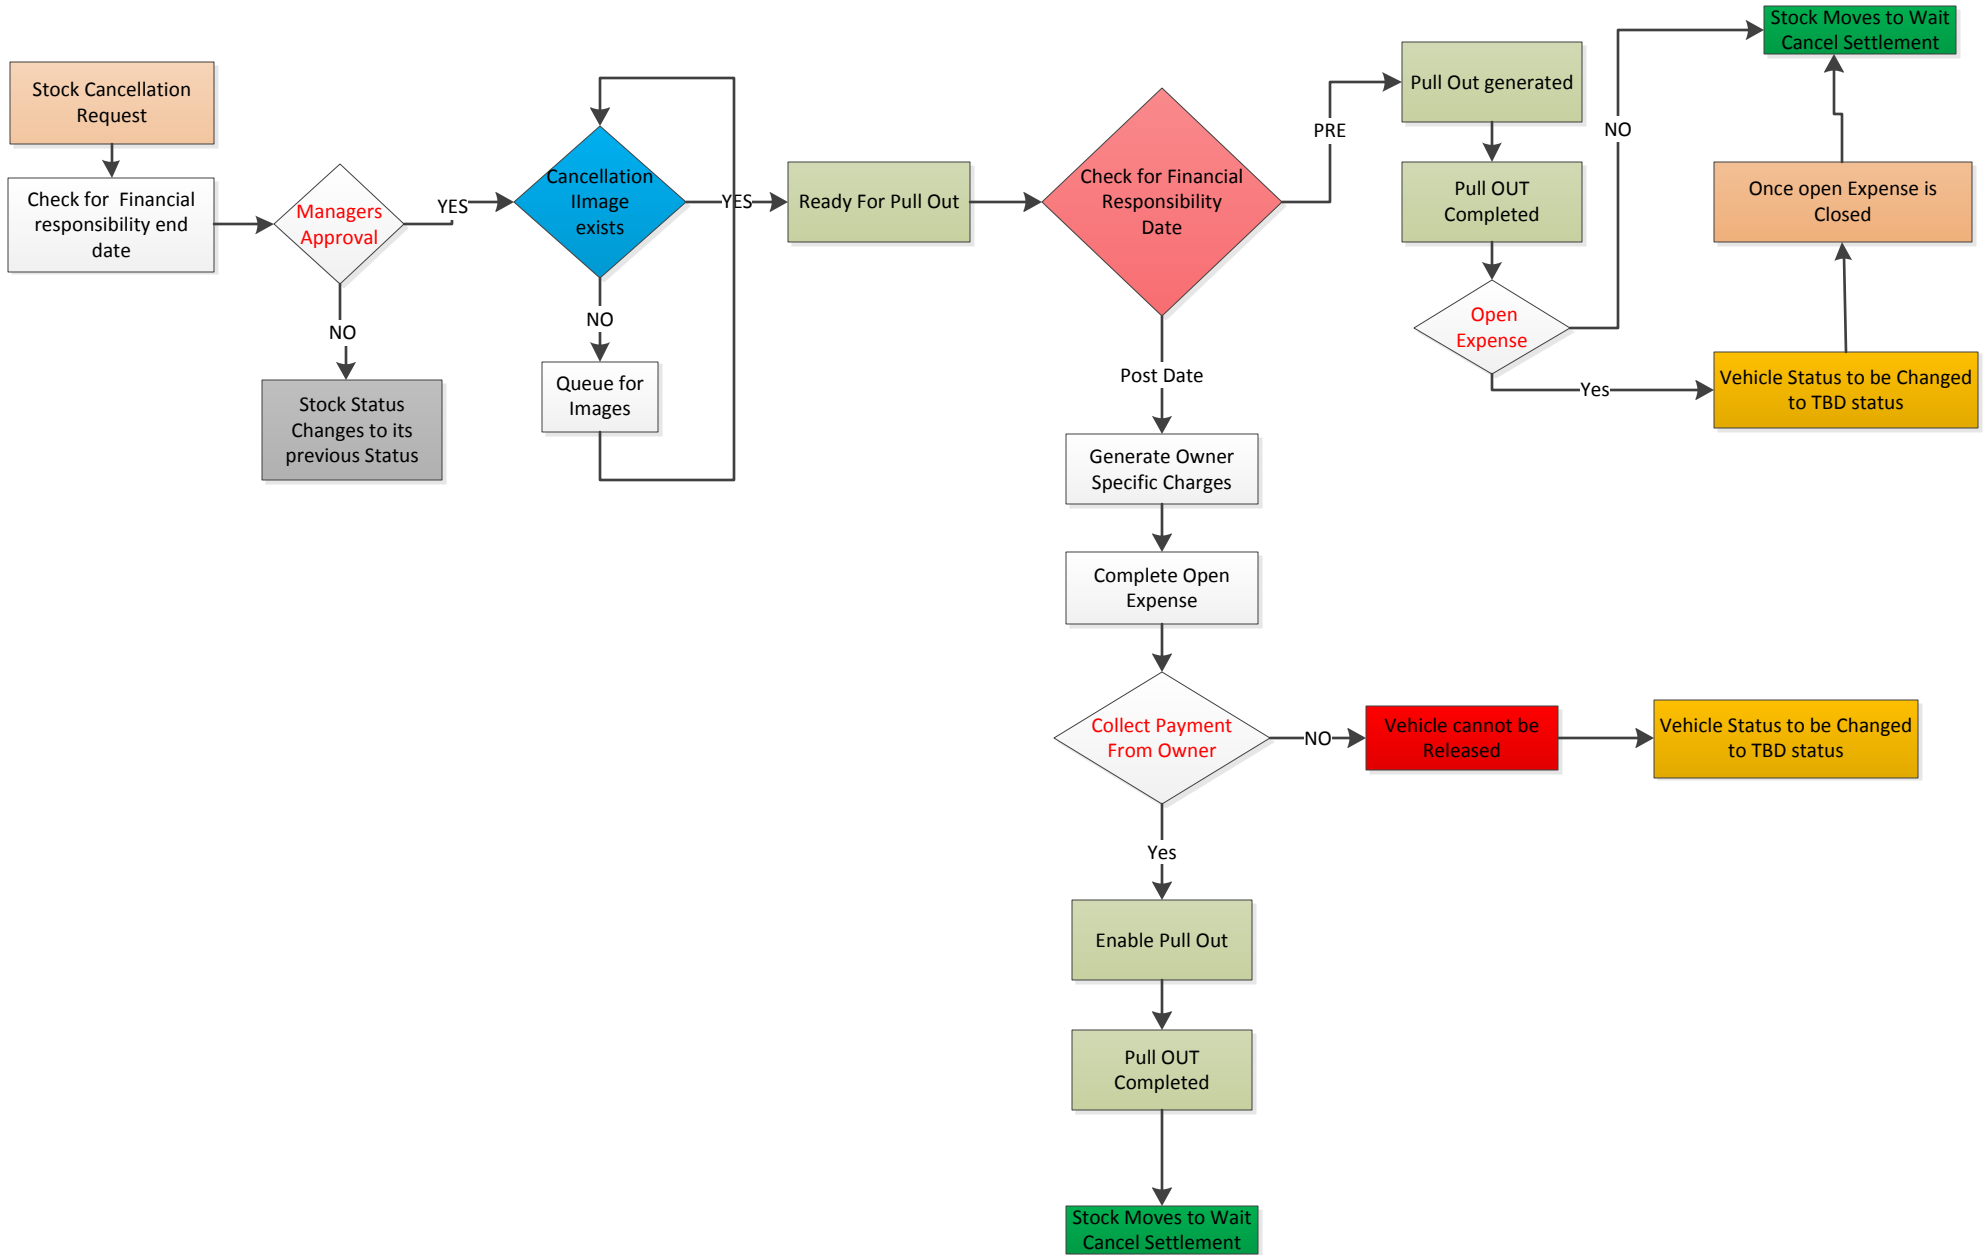 Stock Cancellation
Request
Check for  Financial
responsibility end
date
Managers
Approval
YES
NO
Stock Status
Changes to its
previous Status
Cancellation
IImage
exists
NO
Queue for
Images
YES
Ready For Pull Out
Check for Financial
Responsibility
Date
PRE
Pull Out generated
Pull OUT
Completed
Open
Expense
NO
Stock Moves to Wait
Cancel Settlement
Yes
Vehicle Status to be Changed
to TBD status
Once open Expense is
Closed
Post Date
Generate Owner
Specific Charges
Complete Open
Expense
Collect Payment
From Owner
NO
Vehicle cannot be
Released
Vehicle Status to be Changed
to TBD status
Yes
Enable Pull Out
Pull OUT
Completed
Stock Moves to Wait
Cancel Settlement